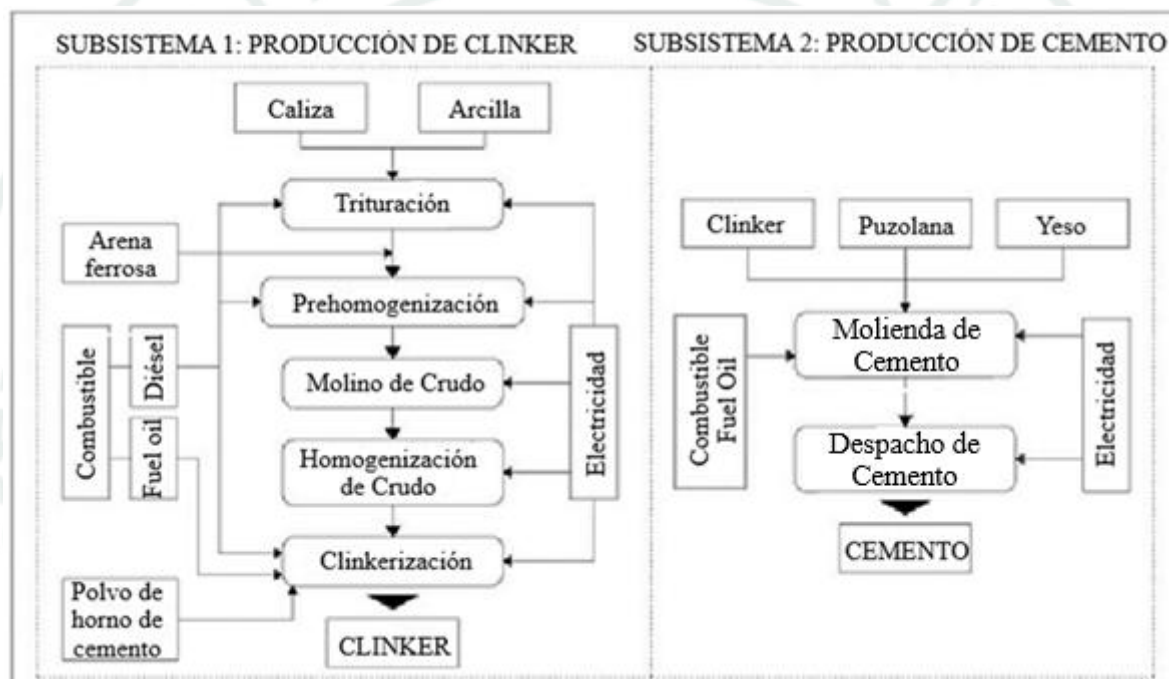 SUBSISTEMA 1: PRODUCCIÓN DE CLINKER
Caliza
Arcilla
Trituración
Arena
ferrosa
Prehomogenización
Combustible
Diésel
Fuel oil
Molino de Crudo
Electricidad
Homogenización
de Crudo
Clinkerización
Polvo de
horno de
cemento
CLINKER
SUBSISTEMA 2: PRODUCCIÓN DE CEMENTO
Clinker
Puzolana
Yeso
Combustible
Fuel Oil
Molienda de
Cemento
Electricidad
Despacho de
Cemento
CEMENTO